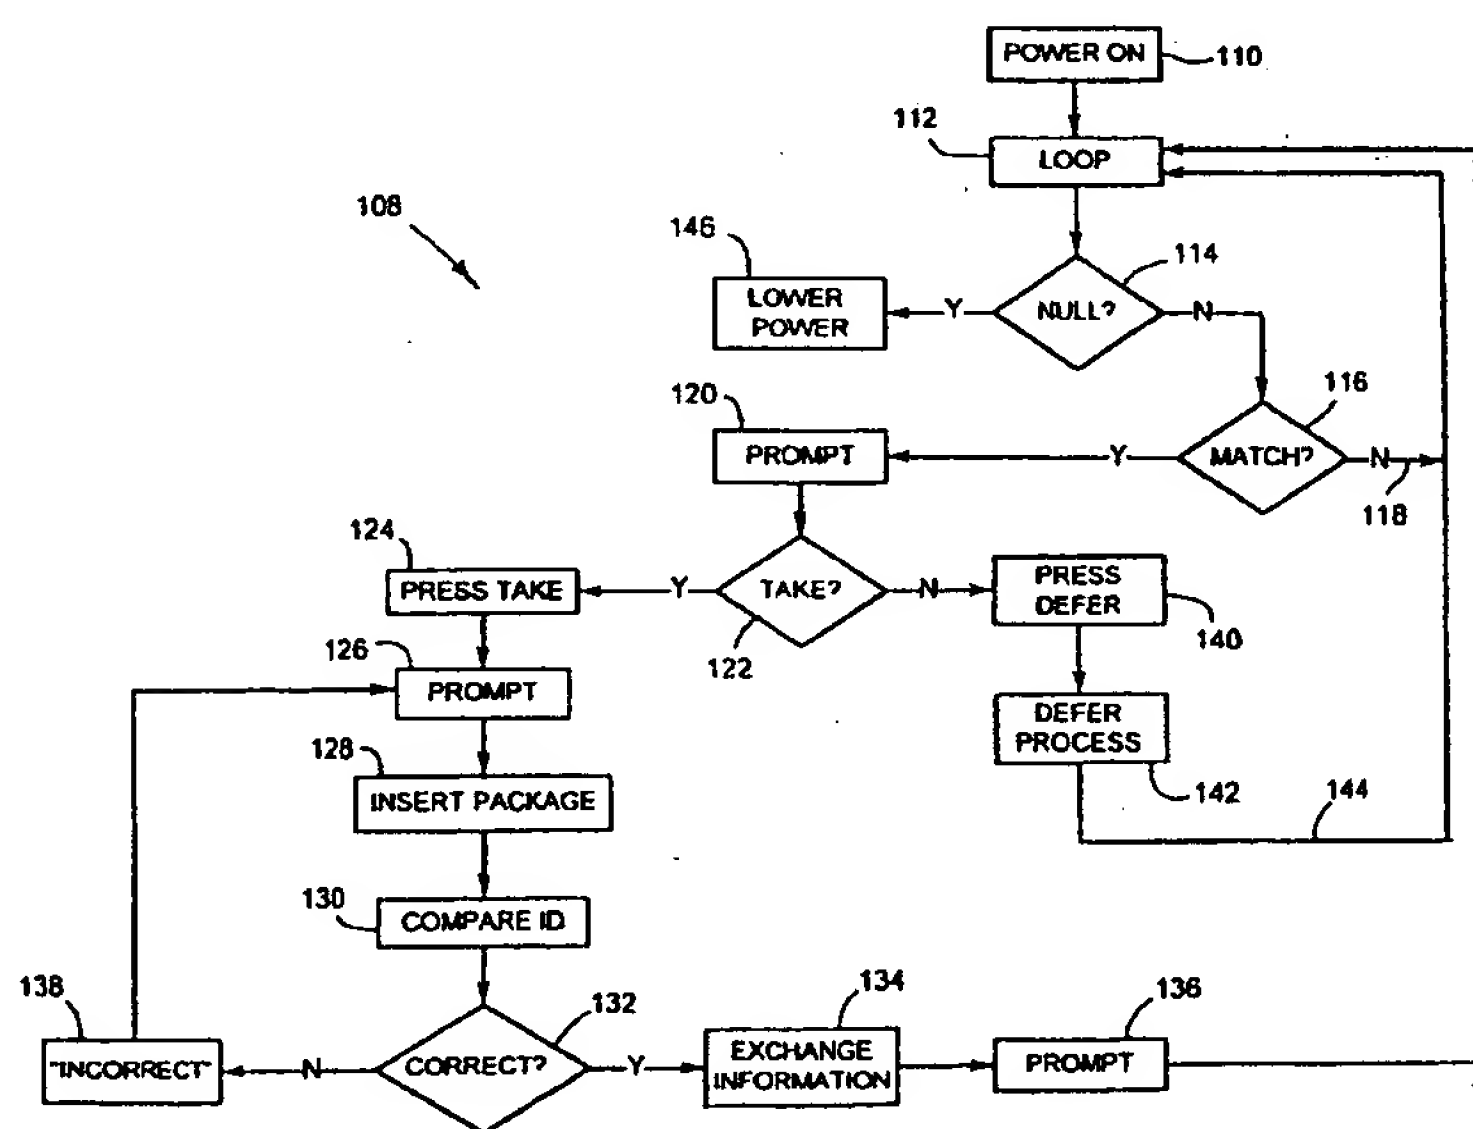 POWER ON
110
112
LOOP
108
146
114
LOWER
POWER
Y
NULL?
N
116
120
PROMPT
Y
MATCH?
N
118
124
PRESS TAKE
Y
TAKE?
N
PRESS
DEFER
122
140
126
PROMPT
DEFER
PROCESS
142
144
128
INSERT PACKAGE
130
COMPARE ID
138
132
134
136
"INCORRECT"
N
CORRECT?
Y
EXCHANGE
INFORMATION
PROMPT